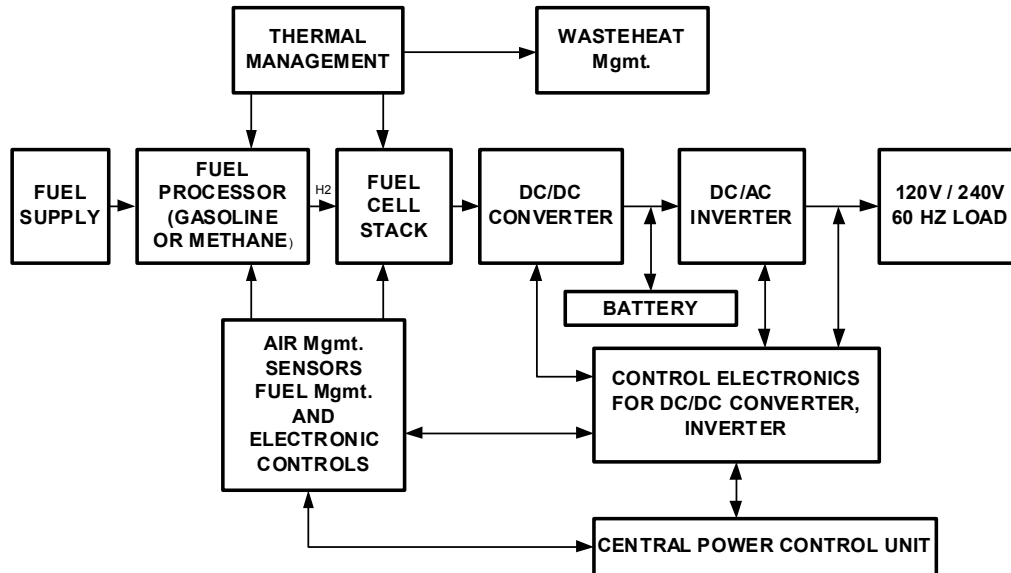 THERMAL
MANAGEMENT
WASTEHEAT
Mgmt.
FUEL
SUPPLY
FUEL
PROCESSOR
(GASOLINE
OR METHANE)
H2
FUEL
CELL
STACK
DC/DC
CONVERTER
DC/AC
INVERTER
120V / 240V
60 HZ LOAD
BATTERY
AIR Mgmt.
SENSORS
FUEL Mgmt.
AND
ELECTRONIC
CONTROLS
CONTROL ELECTRONICS
FOR DC/DC CONVERTER,
INVERTER
CENTRAL POWER CONTROL UNIT